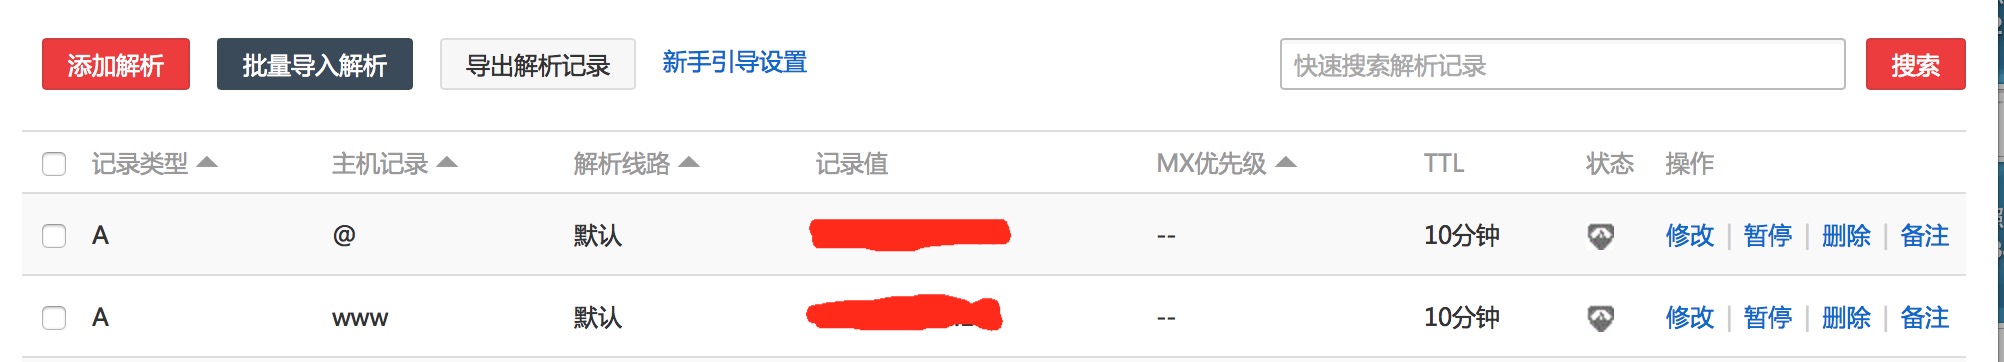 添加解析 批量导入解析 导出解析记录 新手引导设置 快速搜索解析记录 搜索
记录类型 主机记录 解析线路 记录值 MX优先级 TTL 状态 操作
A @ 默认 -- 10分钟 修改 | 暂停 | 删除 | 备注
A www 默认 -- 10分钟 修改 | 暂停 | 删除 | 备注